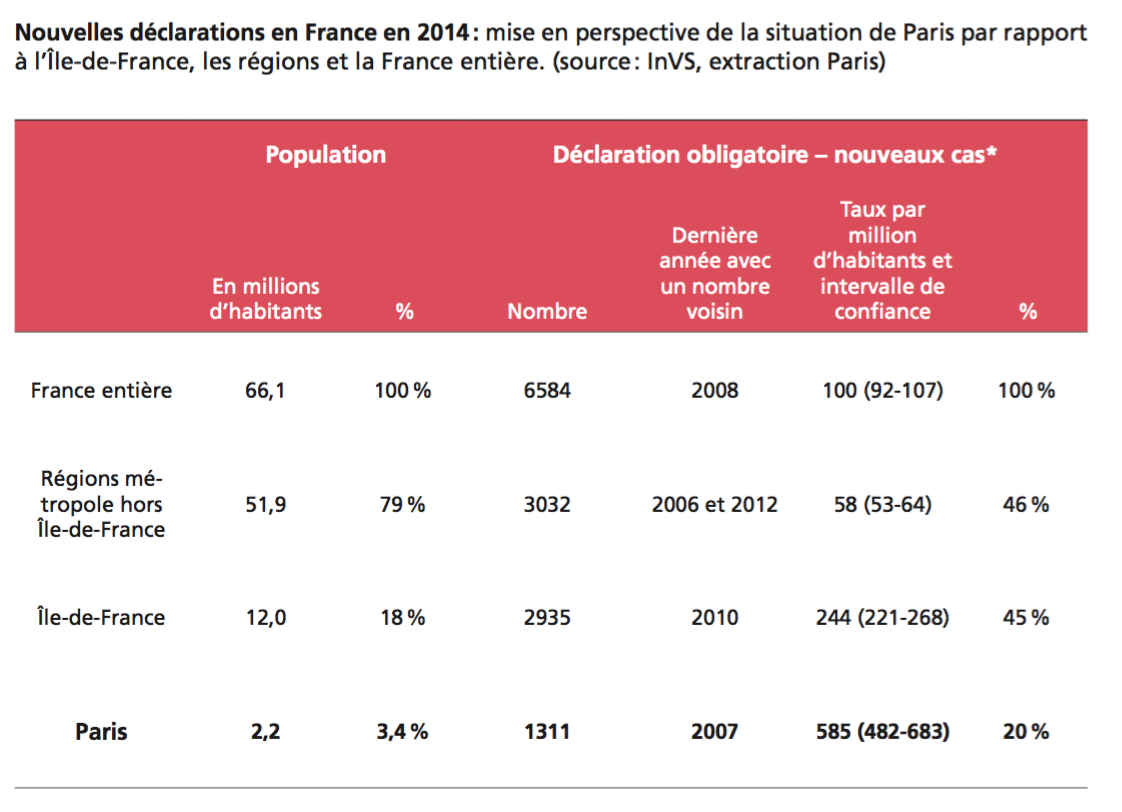 Nouvelles déclarations en France en 2014 : mise en perspective de la situation de Paris par rapport
à l’Île-de-France, les régions et la France entière. (source : InVS, extraction Paris)
Population Déclaration obligatoire – nouveaux cas*
En millions d’habitants % Nombre Dernière année avec un nombre voisin Taux par million d’habitants et intervalle de confiance %
France entière 66,1 100 % 6584 2008 100 (92-107) 100 %
Régions mé-
tropole hors
Île-de-France 51,9 79 % 3032 2006 et 2012 58 (53-64) 46 %
Île-de-France 12,0 18 % 2935 2010 244 (221-268) 45 %
Paris 2,2 3,4 % 1311 2007 585 (482-683) 20 %